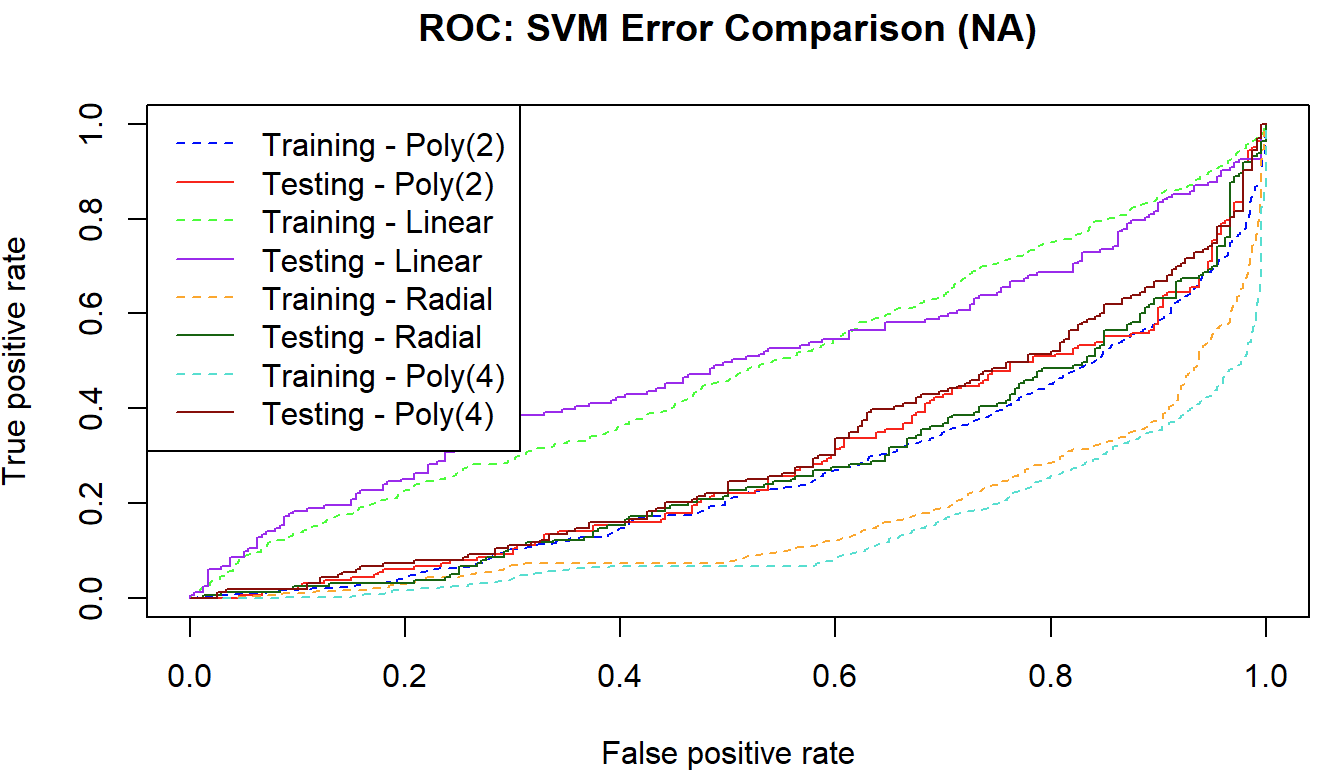 ROC: SVM Error Comparison (NA)
True positive rate
1.0
0.8
0.6
0.4
0.2
0.0
Training - Poly(2)
Testing - Poly(2)
Training - Linear
Testing - Linear
Training - Radial
Testing - Radial
Training - Poly(4)
Testing - Poly(4)
0.0 0.2 0.4 0.6 0.8 1.0
False positive rate